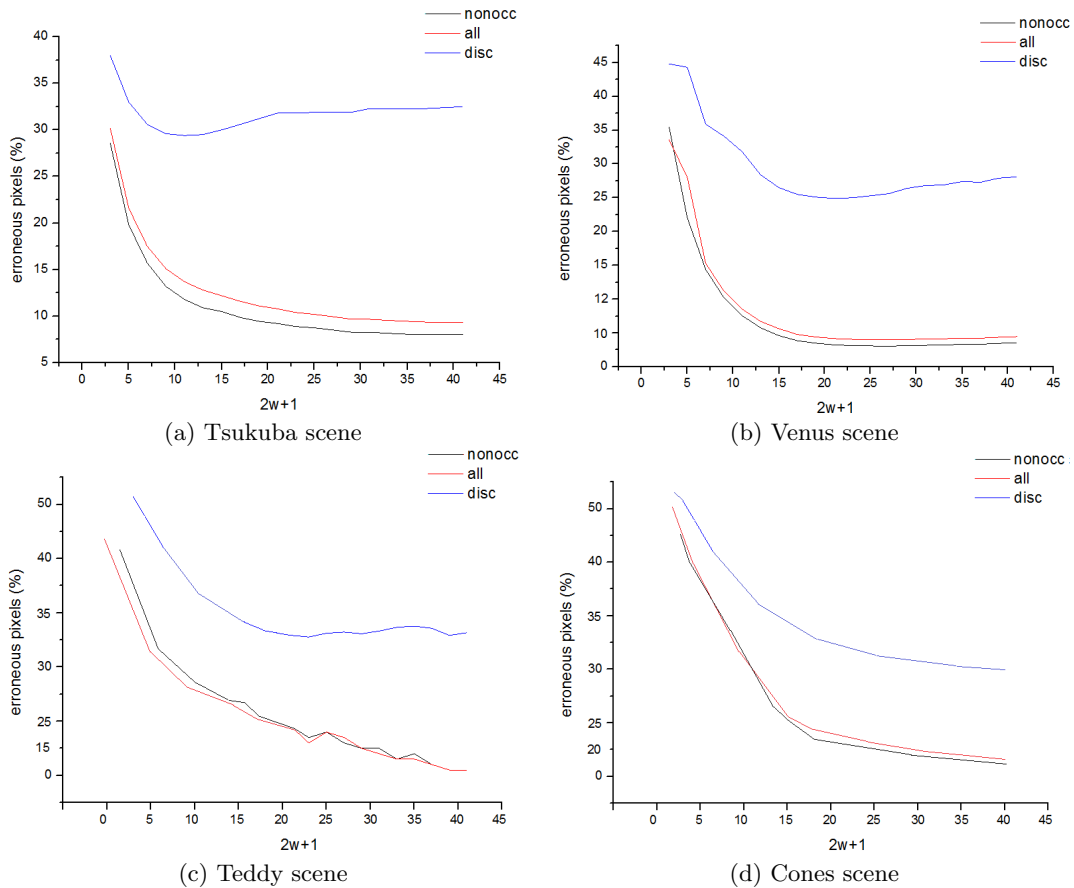 nonocc
all
disc
40
35
30
25
20
15
10
5
erroneous pixels (%)
0 5 10 15 20 25 30 35 40 45
2w+1
(a) Tsukuba scene
nonocc
all
disc
45
40
35
30
25
20
15
12
10
0
erroneous pixels (%)
0 5 10 15 20 25 30 35 40 45
2w+1
(b) Venus scene
nonocc
all
disc
50
40
35
30
25
15
0
erroneous pixels (%)
0 5 10 15 20 25 30 35 40 45
2w+1
(c) Teddy scene
nonocc
all
disc
50
40
35
30
25
20
0
erroneous pixels (%)
0 5 10 15 20 25 30 35 40 45
2w+1
(d) Cones scene